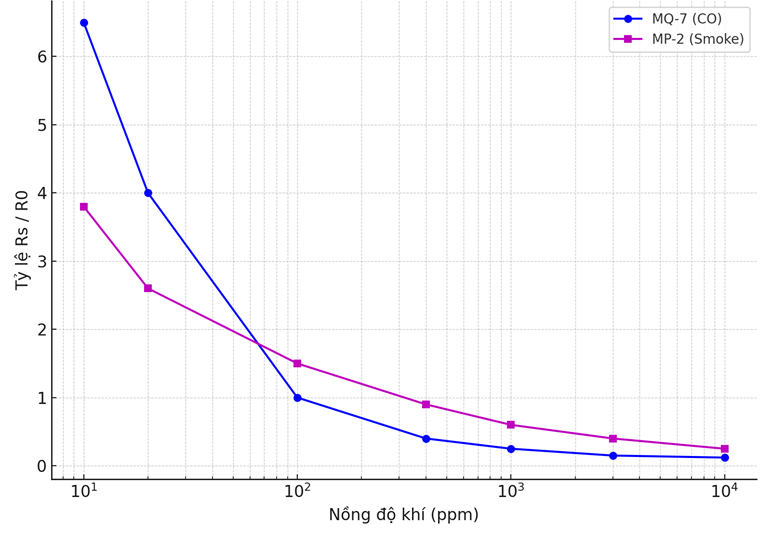 MQ-7 (CO)
MP-2 (Smoke)
Tỷ lệ Rs / R0
6
5
4
3
2
1
0
10¹ 10² 10³ 10⁴
Nồng độ khí (ppm)